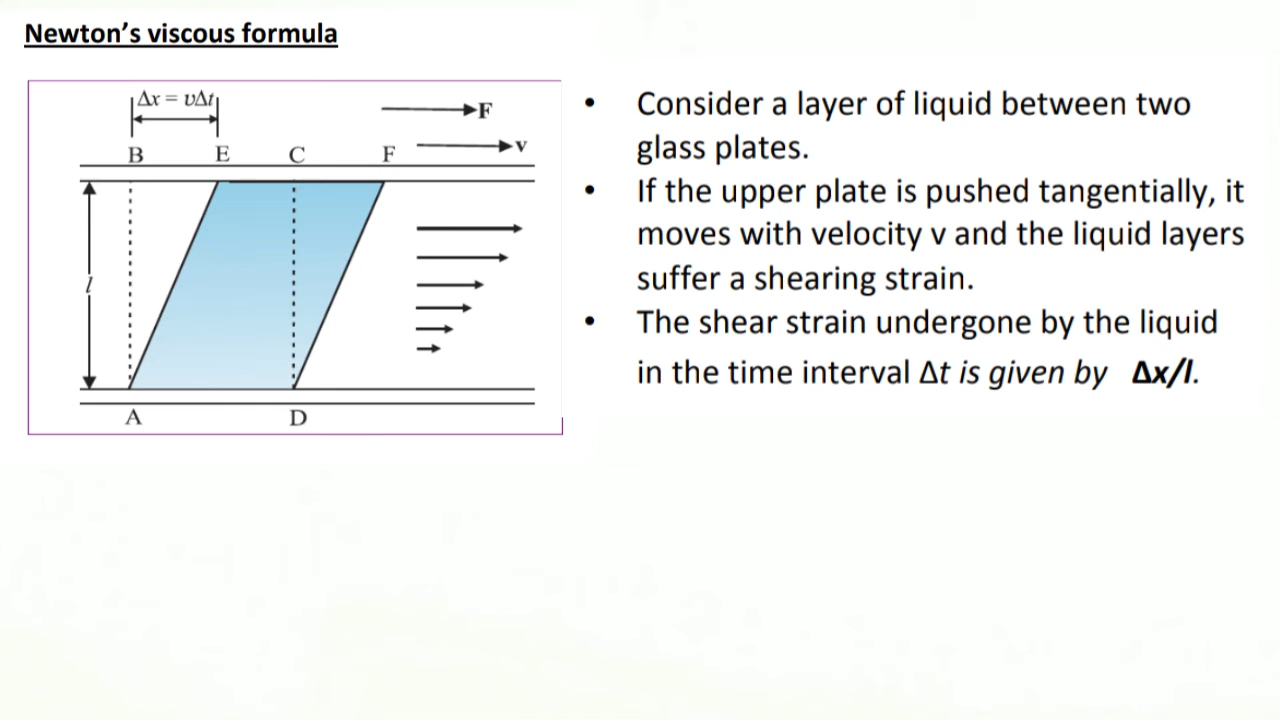 Newton’s viscous formula
Δx = υΔt
F
v
B E C F
l
A D
• Consider a layer of liquid between two
glass plates.
• If the upper plate is pushed tangentially, it
moves with velocity v and the liquid layers
suffer a shearing strain.
• The shear strain undergone by the liquid
in the time interval Δt is given by Δx/l.